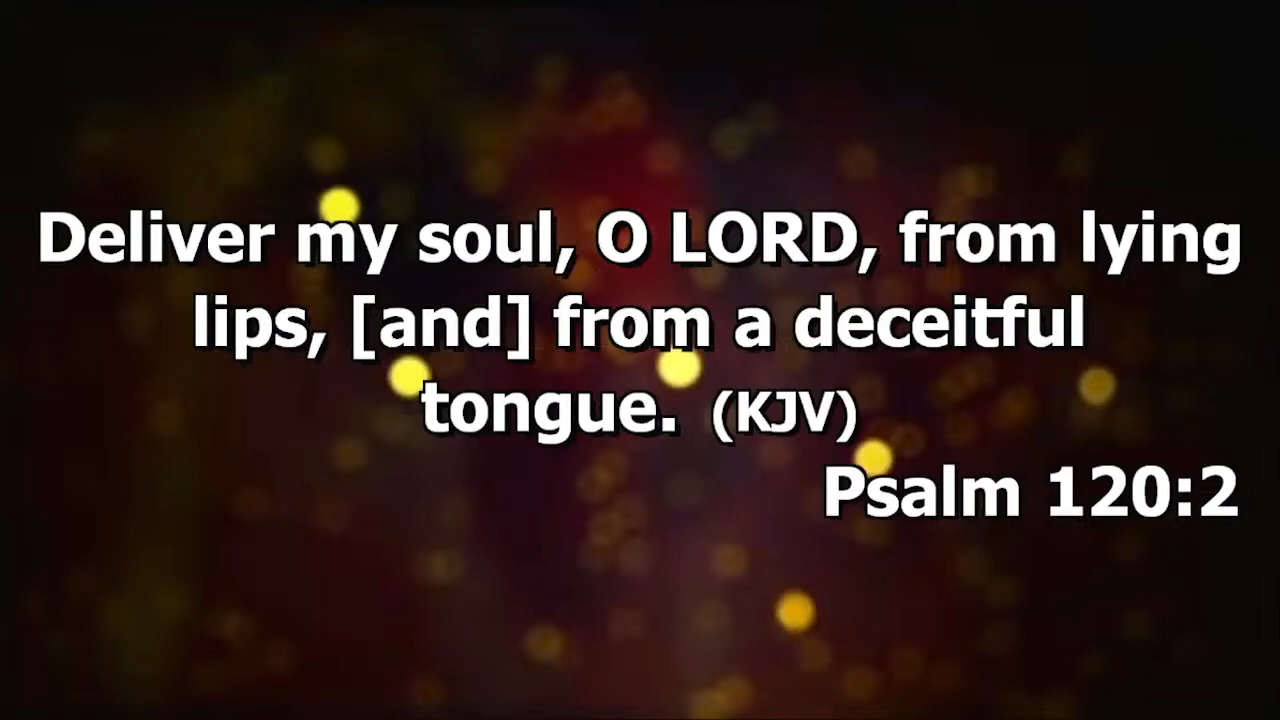 Deliver my soul, O LORD, from lying
lips, [and] from a deceitful
tongue. (KJV)
Psalm 120:2